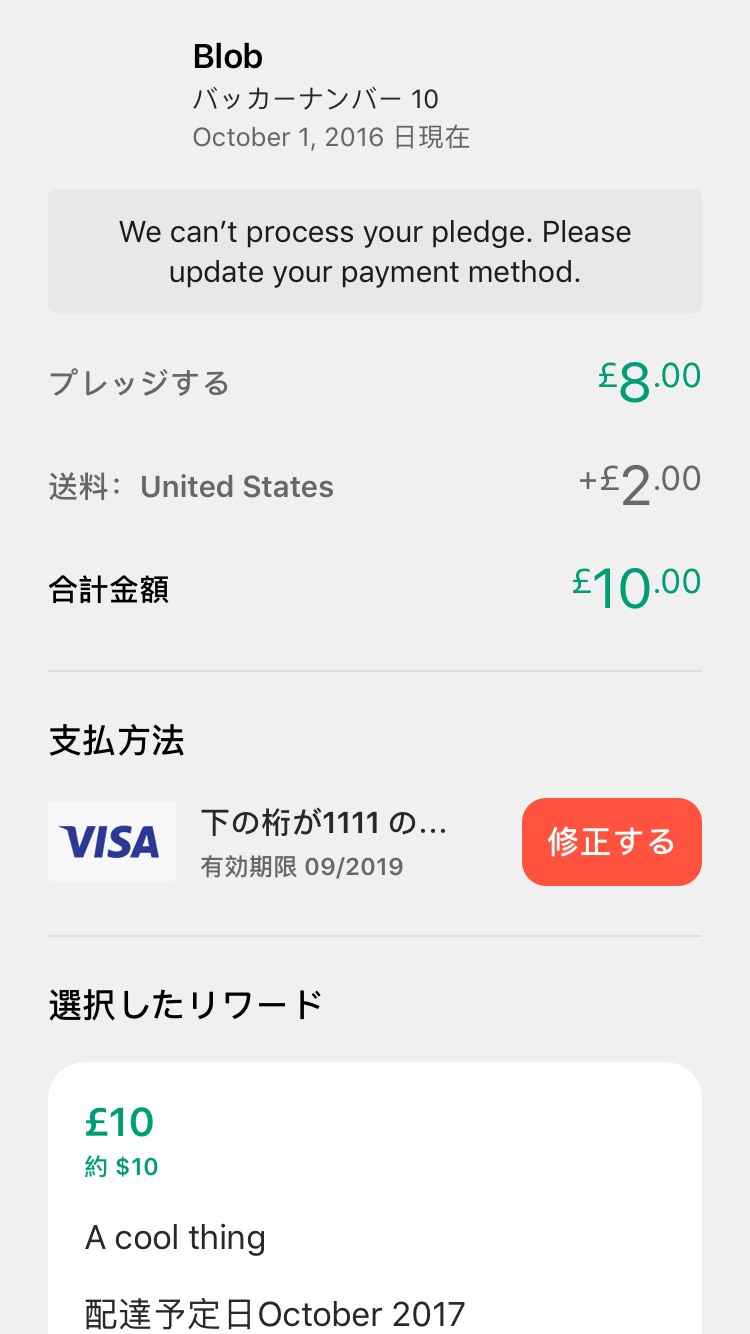 Blob
バッカーナンバー 10
October 1, 2016 日現在
We can’t process your pledge. Please
update your payment method.
プレッジする £8.00
送料： United States +£2.00
合計金額 £10.00
支払方法
VISA
下の桁が1111 の…
有効期限 09/2019
修正する
選択したリワード
£10
約 $10
A cool thing
配達予定日October 2017